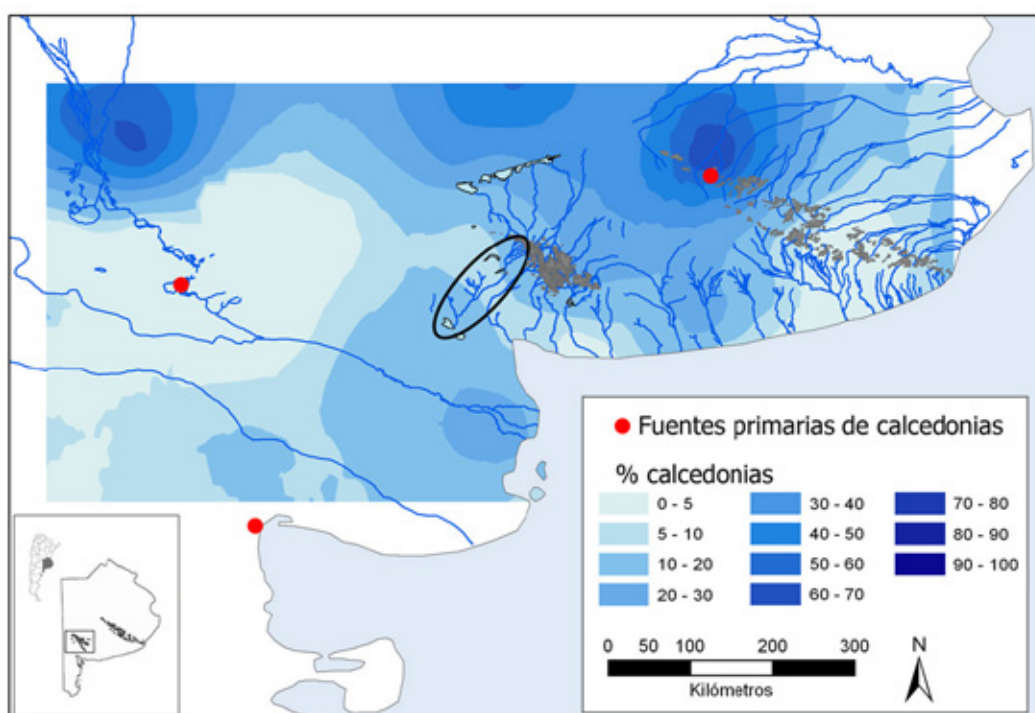 Fuentes primarias de calcedonias
% calcedonias
0 - 5
5 - 10
10 - 20
20 - 30
30 - 40
40 - 50
50 - 60
60 - 70
70 - 80
80 - 90
90 - 100
0 50 100 200 300
Kilómetros
N